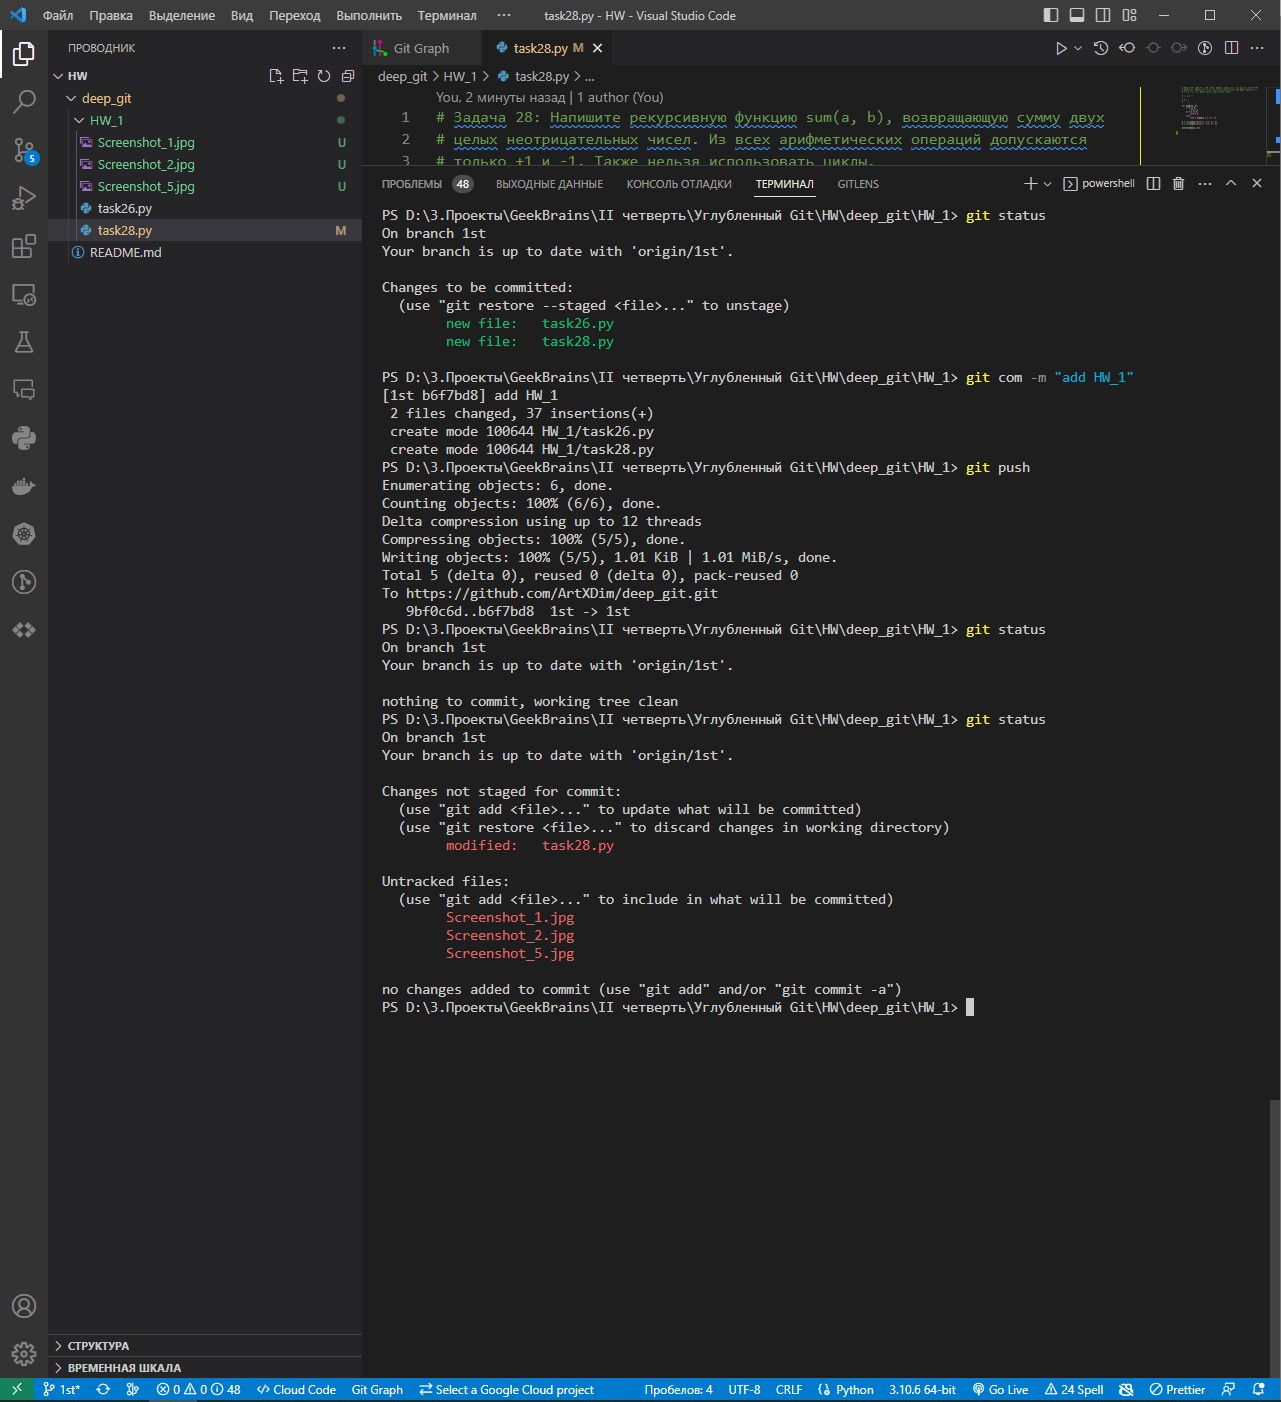 Файл Правка Выделение Вид Переход Выполнить Терминал ··· task28.py - HW - Visual Studio Code
ПРОВОДНИК ···
HW
deep_git
HW_1
Screenshot_1.jpg U
Screenshot_2.jpg U
Screenshot_5.jpg U
task26.py
task28.py M
README.md
5
СТРУКТУРА
ВРЕМЕННАЯ ШКАЛА
Git Graph task28.py M
deep_git > HW_1 > task28.py > ...
You, 2 минуты назад | 1 author (You)
1 # Задача 28: Напишите рекурсивную функцию sum(a, b), возвращающую сумму двух
2 # целых неотрицательных чисел. Из всех арифметических операций допускаются
3 # только +1 и -1. Также нельзя использовать циклы.
ПРОБЛЕМЫ 48 ВЫХОДНЫЕ ДАННЫЕ КОНСОЛЬ ОТЛАДКИ ТЕРМИНАЛ GITLENS powershell
PS D:\3.Проекты\GeekBrains\II четверть\Углубленный Git\HW\deep_git\HW_1> git status
On branch 1st
Your branch is up to date with 'origin/1st'.
Changes to be committed:
(use "git restore --staged <file>..." to unstage)
new file: task26.py
new file: task28.py
PS D:\3.Проекты\GeekBrains\II четверть\Углубленный Git\HW\deep_git\HW_1> git com -m "add HW_1"
[1st b6f7bd8] add HW_1
2 files changed, 37 insertions(+)
create mode 100644 HW_1/task26.py
create mode 100644 HW_1/task28.py
PS D:\3.Проекты\GeekBrains\II четверть\Углубленный Git\HW\deep_git\HW_1> git push
Enumerating objects: 6, done.
Counting objects: 100% (6/6), done.
Delta compression using up to 12 threads
Compressing objects: 100% (5/5), done.
Writing objects: 100% (5/5), 1.01 KiB | 1.01 MiB/s, done.
Total 5 (delta 0), reused 0 (delta 0), pack-reused 0
To https://github.com/ArtXDim/deep_git.git
9bf0c6d..b6f7bd8 1st -> 1st
PS D:\3.Проекты\GeekBrains\II четверть\Углубленный Git\HW\deep_git\HW_1> git status
On branch 1st
Your branch is up to date with 'origin/1st'.
nothing to commit, working tree clean
PS D:\3.Проекты\GeekBrains\II четверть\Углубленный Git\HW\deep_git\HW_1> git status
On branch 1st
Your branch is up to date with 'origin/1st'.
Changes not staged for commit:
(use "git add <file>..." to update what will be committed)
(use "git restore <file>..." to discard changes in working directory)
modified: task28.py
Untracked files:
(use "git add <file>..." to include in what will be committed)
Screenshot_1.jpg
Screenshot_2.jpg
Screenshot_5.jpg
no changes added to commit (use "git add" and/or "git commit -a")
PS D:\3.Проекты\GeekBrains\II четверть\Углубленный Git\HW\deep_git\HW_1>
1st* 0 0 48 Cloud Code Git Graph Select a Google Cloud project Пробелов: 4 UTF-8 CRLF Python 3.10.6 64-bit Go Live 24 Spell Prettier